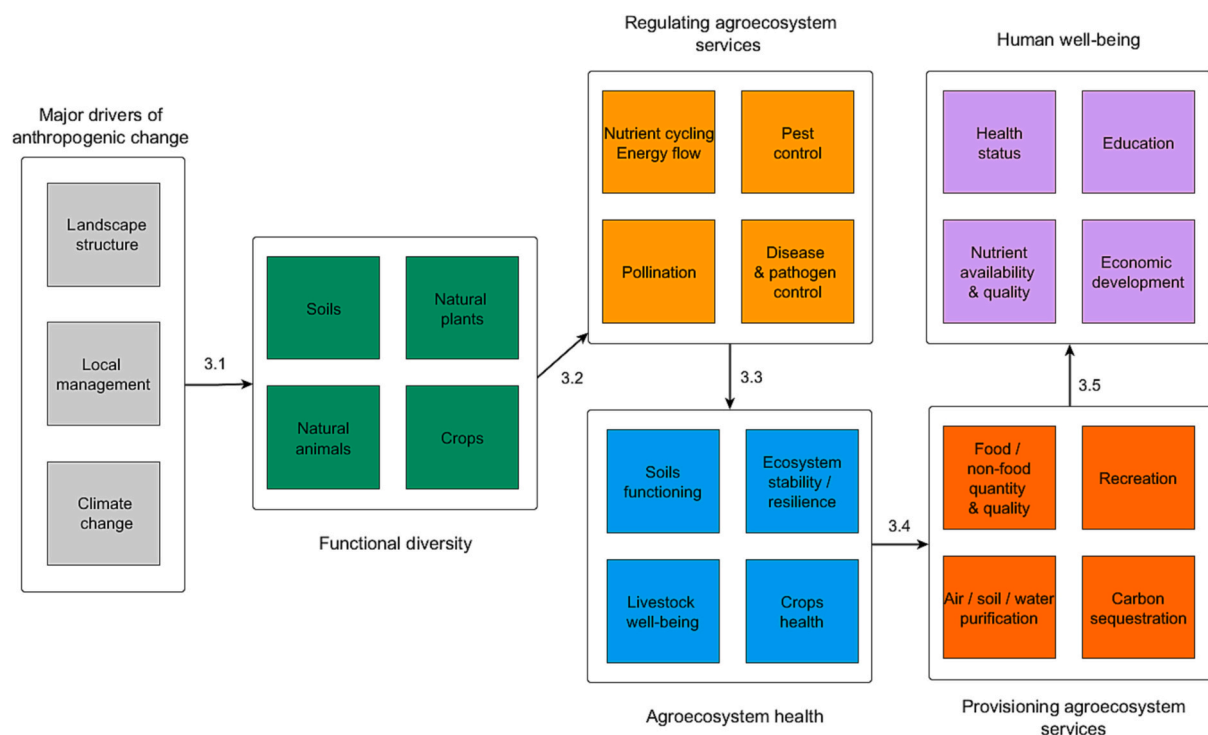 Major drivers of
anthropogenic change
Landscape
structure
Local
management
Climate
change
3.1
Soils
Natural
plants
Natural
animals
Crops
Functional diversity
3.2
Regulating agroecosystem
services
Nutrient cycling
Energy flow
Pest
control
Pollination
Disease
& pathogen
control
3.3
Soils
functioning
Ecosystem
stability /
resilience
Livestock
well-being
Crops
health
Agroecosystem health
3.4
Food /
non-food
quantity
& quality
Recreation
Air / soil / water
purification
Carbon
sequestration
Provisioning agroecosystem
services
3.5
Human well-being
Health
status
Education
Nutrient
availability
& quality
Economic
development